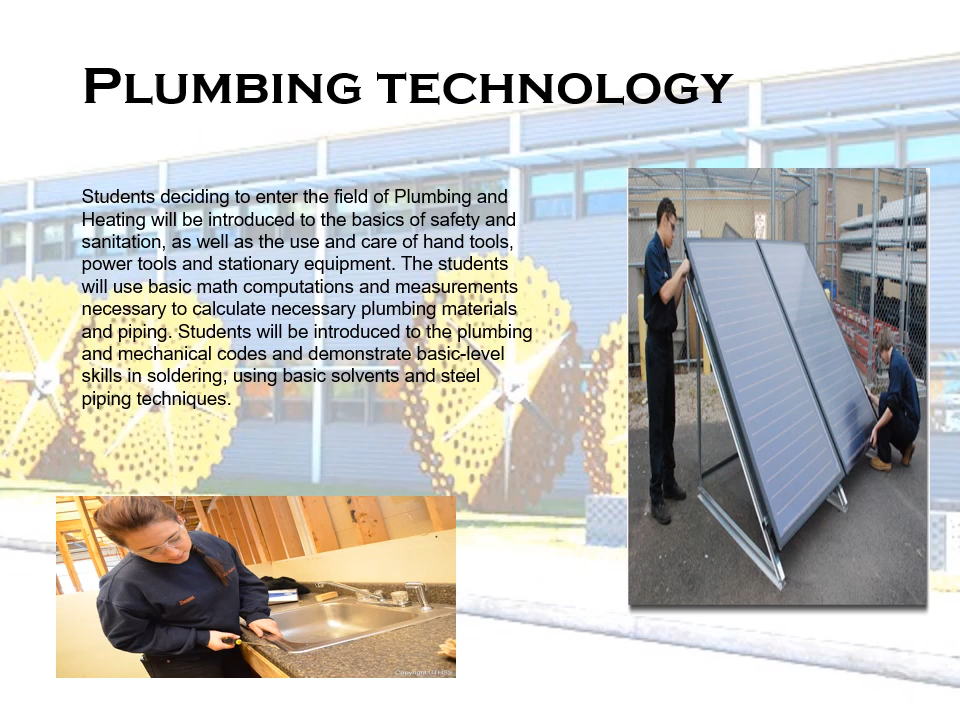 Plumbing technology
Students deciding to enter the field of Plumbing and
Heating will be introduced to the basics of safety and
sanitation, as well as the use and care of hand tools,
power tools and stationary equipment. The students
will use basic math computations and measurements
necessary to calculate necessary plumbing materials
and piping. Students will be introduced to the plumbing
and mechanical codes and demonstrate basic-level
skills in soldering, using basic solvents and steel
piping techniques.